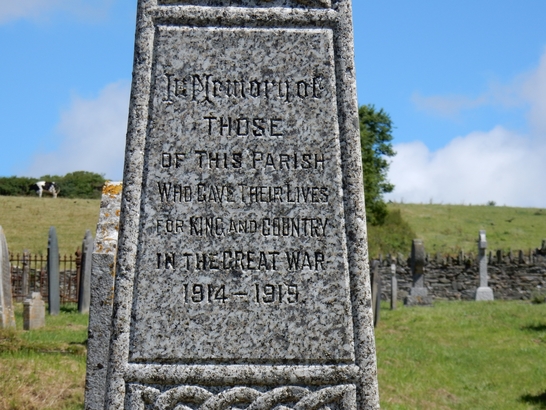 In Memory of
THOSE
OF THIS PARISH
WHO GAVE THEIR LIVES
FOR KING AND COUNTRY
IN THE GREAT WAR
1914-1919